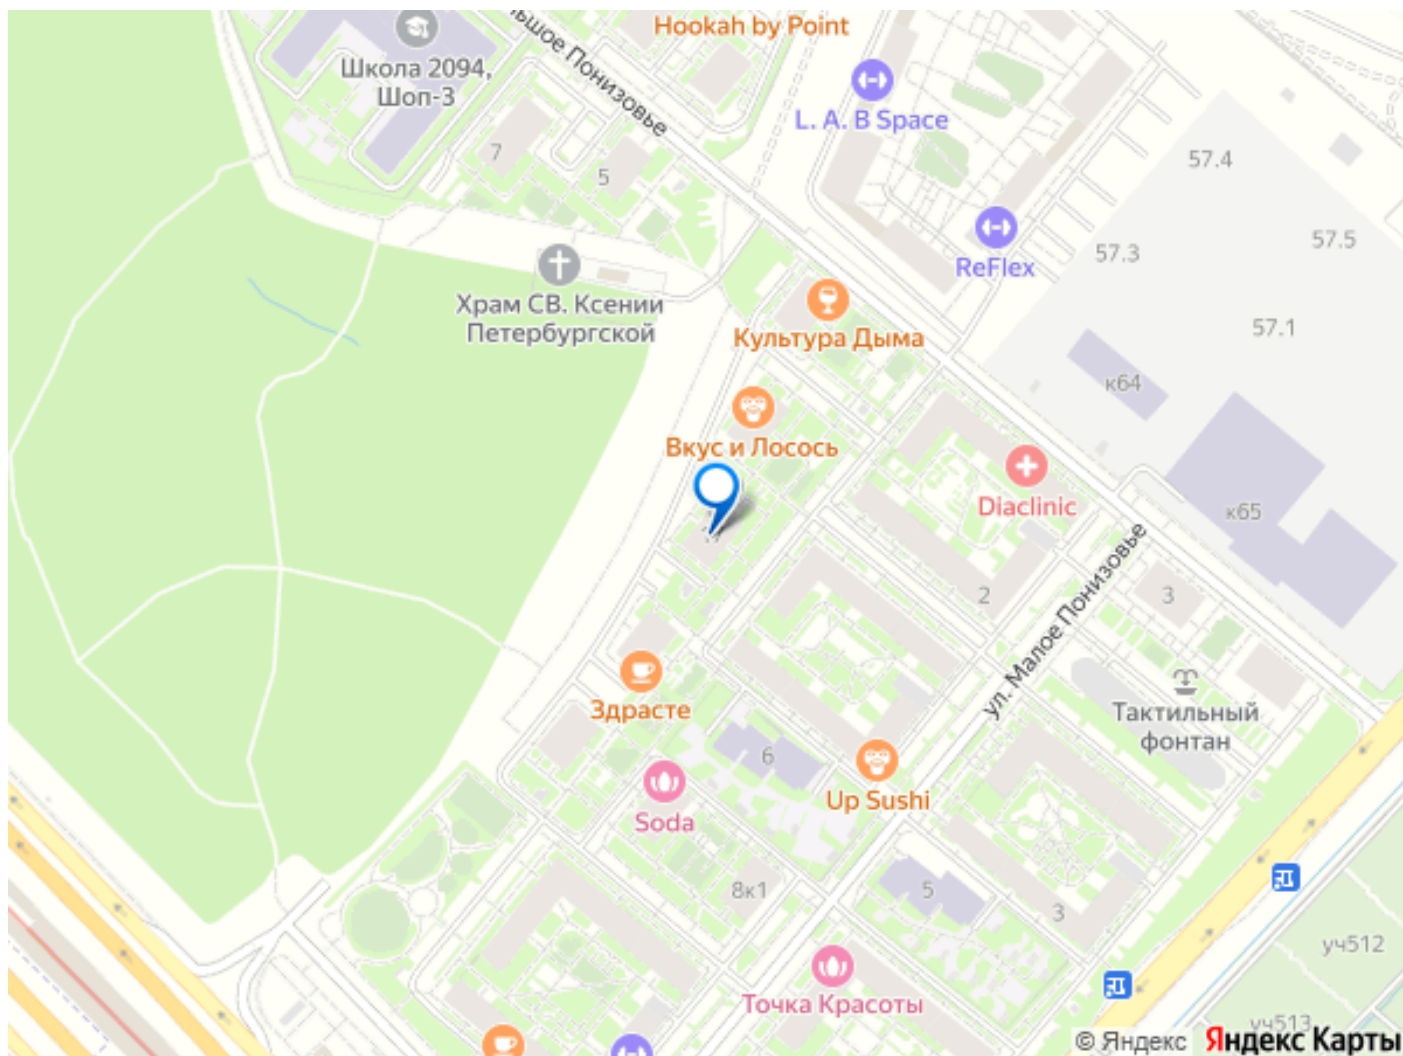 Hookah by Point
Школа 2094,
Шоп-3
Понизовье
L. A. B Space
7
5
57.4
57.5
57.3
57.1
ReFlex
Храм СВ. Ксении
Петербургской
Культура Дыма
к64
Вкус и Лосось
Diaclinic
к65
2
3
ул. Малое Понизовье
Здрасте
6
Тактильный
фонтан
Up Sushi
Soda
8к1
5
3
уч512
Точка Красоты
уч513
© Яндекс Яндекс Карты